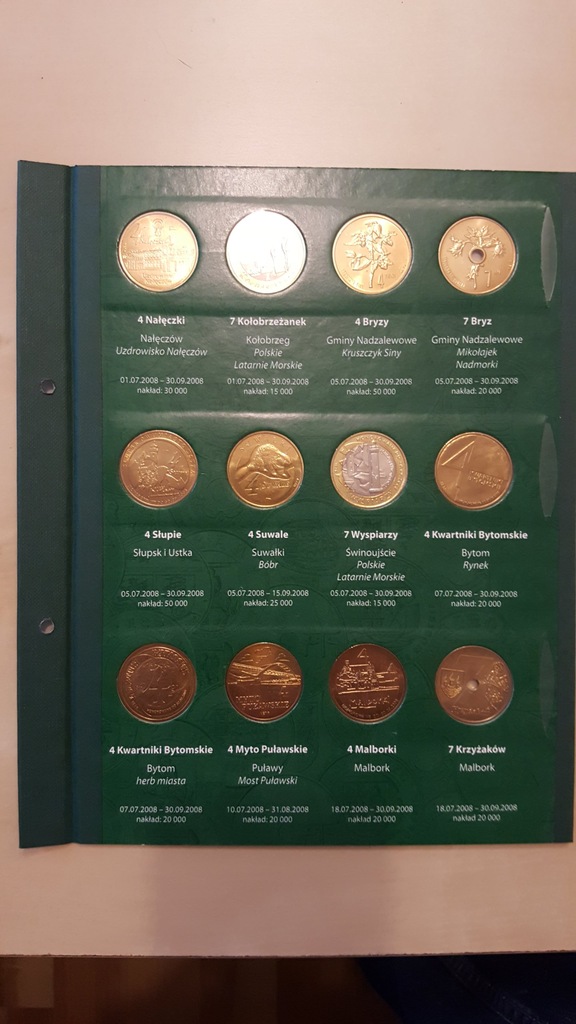 4 Nałęczki
Nałęczów
Uzdrowisko Nałęczów
01.07.2008 – 30.09.2008
nakład: 30 000
7 Kołobrzeżanek
Kołobrzeg
Polskie
Latarnie Morskie
01.07.2008 – 30.09.2008
nakład: 15 000
4 Bryzy
Gminy Nadzalewowe
Kruszczyk Siny
05.07.2008 – 30.09.2008
nakład: 50 000
7 Bryz
Gminy Nadzalewowe
Mikołajek
Nadmorki
05.07.2008 – 30.09.2008
nakład: 20 000
4 Słupie
Słupsk i Ustka
05.07.2008 – 30.09.2008
nakład: 50 000
4 Suwale
Suwałki
Bóbr
05.07.2008 – 15.09.2008
nakład: 25 000
7 Wyspiarzy
Świnoujście
Polskie
Latarnie Morskie
05.07.2008 – 30.09.2008
nakład: 15 000
4 Kwartniki Bytomskie
Bytom
Rynek
07.07.2008 – 30.09.2008
nakład: 20 000
4 Kwartniki Bytomskie
Bytom
herb miasta
07.07.2008 – 30.09.2008
nakład: 20 000
MYTO
PUŁAWSKIE
4 Myto Puławskie
Puławy
Most Puławski
10.07.2008 – 31.08.2008
nakład: 20 000
4 Malborki
Malbork
18.07.2008 – 30.09.2008
nakład 20 000
7 Krzyżaków
Malbork
18.07.2008 – 30.09.2008
nakład: 20 000